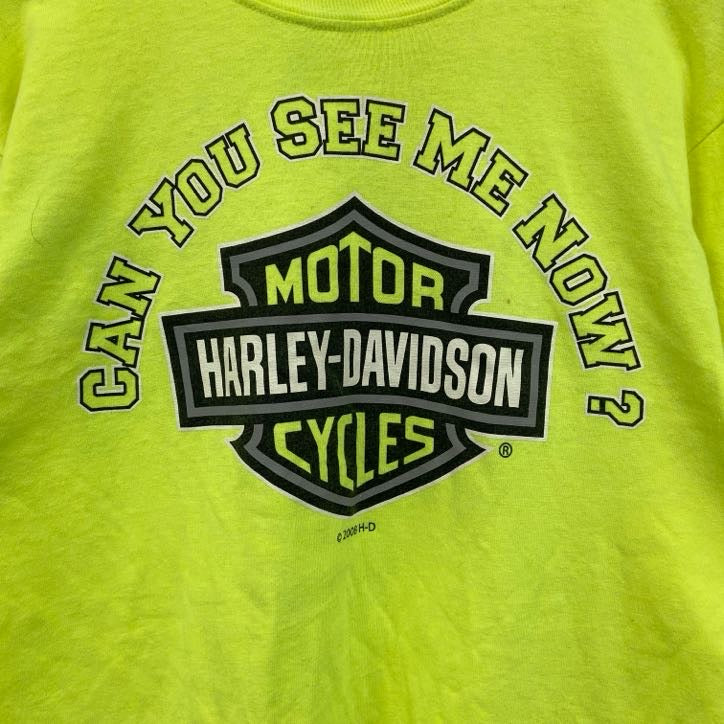 CAN YOU SEE ME NOW?
MOTOR
HARLEY-DAVIDSON
CYCLES
®
© 2008 H-D